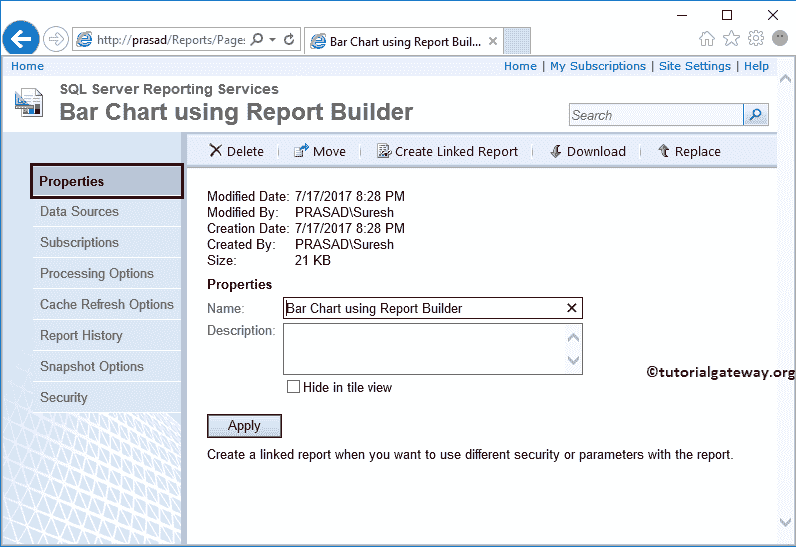 http://prasad/Reports/Page:
Bar Chart using Report Buil...
Home
Home | My Subscriptions | Site Settings | Help
SQL Server Reporting Services
Bar Chart using Report Builder
Search
Delete | Move | Create Linked Report | Download | Replace
Properties
Data Sources
Subscriptions
Processing Options
Cache Refresh Options
Report History
Snapshot Options
Security
Modified Date: 7/17/2017 8:28 PM
Modified By: PRASAD\Suresh
Creation Date: 7/17/2017 8:28 PM
Created By: PRASAD\Suresh
Size: 21 KB
Properties
Name: Bar Chart using Report Builder
Description:
Hide in tile view
©tutorialgateway.org
Apply
Create a linked report when you want to use different security or parameters with the report.